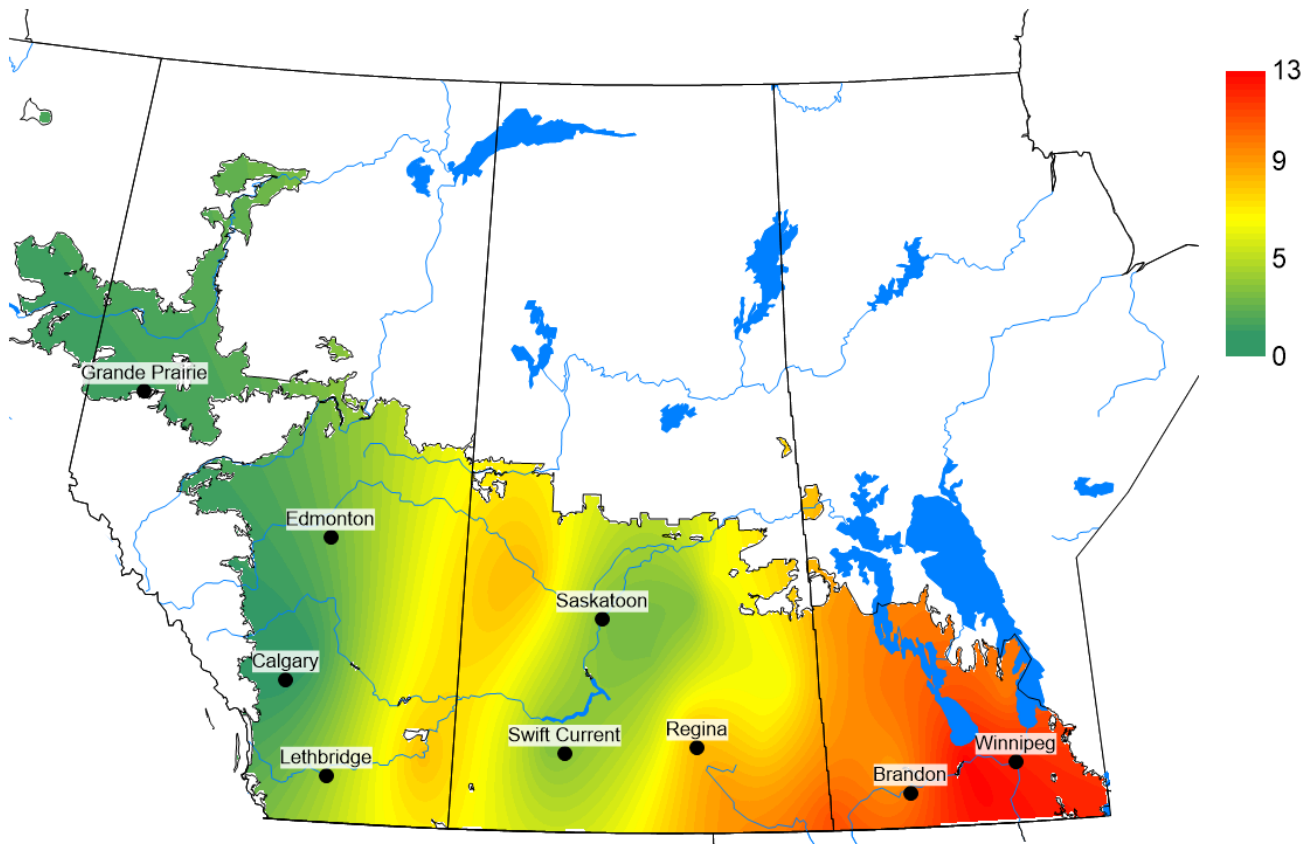 13
9
5
0
Grande Prairie
Edmonton
Saskatoon
Calgary
Regina
Swift Current
Winnipeg
Lethbridge
Brandon